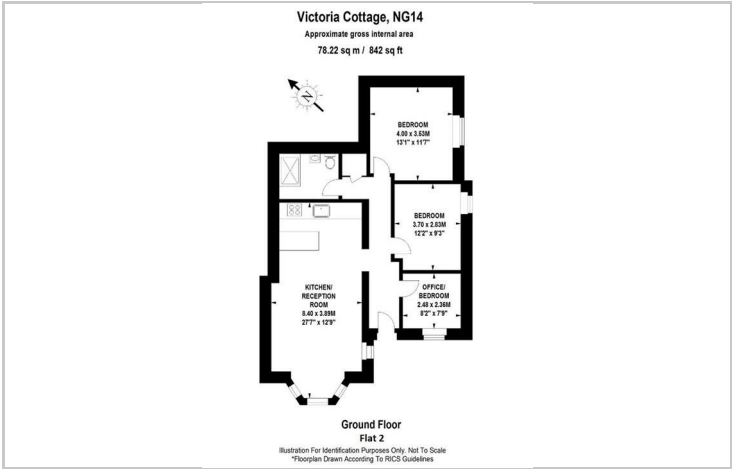 Victoria Cottage, NG14
Approximate gross internal area
78.22 sq m / 842 sq ft
N
BEDROOM
4.00 x 3.53M
13'1" x 11'7"
BEDROOM
3.70 x 2.83M
12'2" x 9'3"
KITCHEN/
RECEPTION
ROOM
8.40 x 3.89M
27'7" x 12'9"
OFFICE/
BEDROOM
2.48 x 2.36M
8'2" x 7'9"
Ground Floor
Flat 2
Illustration For Identification Purposes Only. Not To Scale
*Floorplan Drawn According To RICS Guidelines